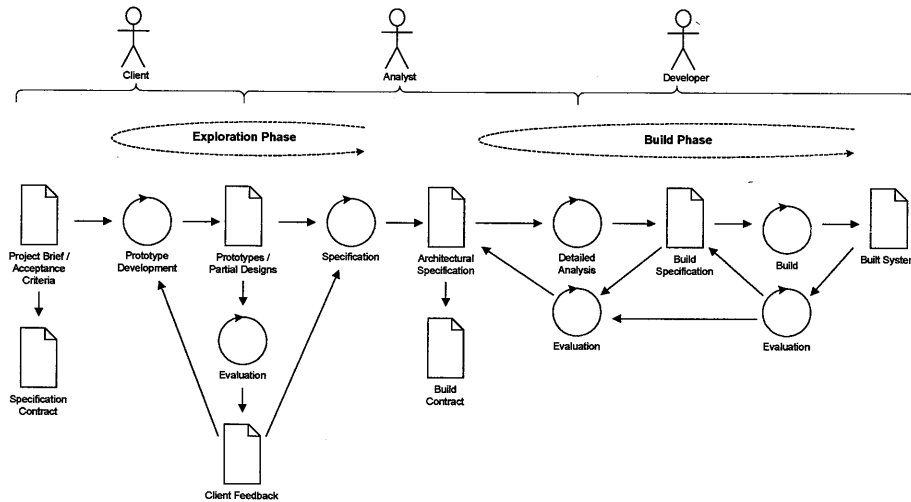 Client
Analyst
Developer
Exploration Phase
Build Phase
Project Brief /
Acceptance
Criteria
Prototype
Development
Prototypes /
Partial Designs
Specification
Architectural
Specification
Detailed
Analysis
Build
Specification
Build
Built System
Specification
Contract
Evaluation
Build
Contract
Evaluation
Evaluation
Client Feedback